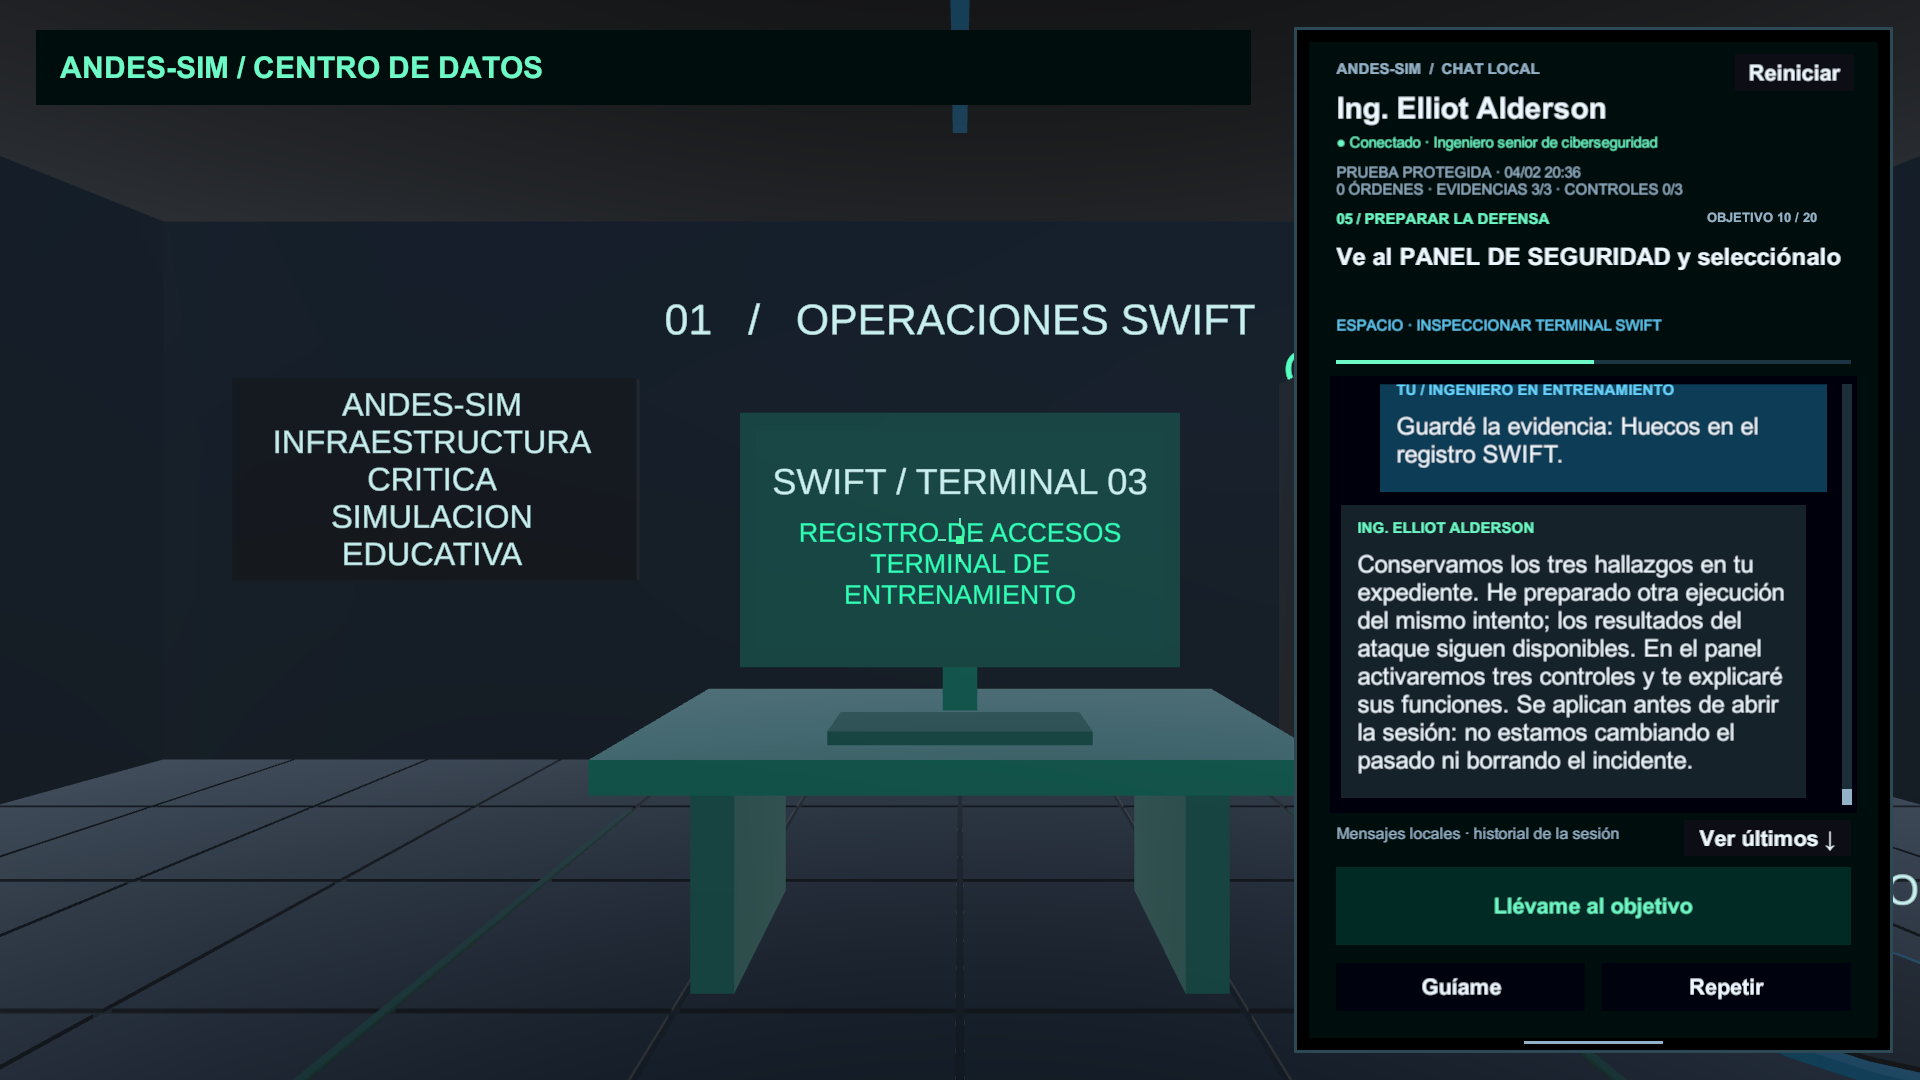 ANDES-SIM / CENTRO DE DATOS
01 / OPERACIONES SWIFT
ANDES-SIM
INFRAESTRUCTURA
CRITICA
SIMULACION
EDUCATIVA
SWIFT / TERMINAL 03
REGISTRO DE ACCESOS
TERMINAL DE
ENTRENAMIENTO
ANDES-SIM / CHAT LOCAL
Reiniciar
Ing. Elliot Alderson
● Conectado · Ingeniero senior de ciberseguridad
PRUEBA PROTEGIDA · 04/02 20:36
0 ÓRDENES · EVIDENCIAS 3/3 · CONTROLES 0/3
05 / PREPARAR LA DEFENSA
OBJETIVO 10 / 20
Ve al PANEL DE SEGURIDAD y selecciónalo
ESPACIO · INSPECCIONAR TERMINAL SWIFT
TU / INGENIERO EN ENTRENAMIENTO
Guardé la evidencia: Huecos en el
registro SWIFT.
ING. ELLIOT ALDERSON
Conservamos los tres hallazgos en tu
expediente. He preparado otra ejecución
del mismo intento; los resultados del
ataque siguen disponibles. En el panel
activaremos tres controles y te explicaré
sus funciones. Se aplican antes de abrir
la sesión: no estamos cambiando el
pasado ni borrando el incidente.
Mensajes locales · historial de la sesión
Ver últimos ↓
Llévame al objetivo
Guíame
Repetir